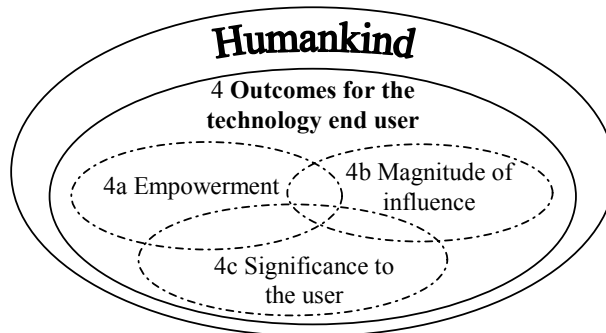 Humankind
4 Outcomes for the
technology end user
4a Empowerment
4b Magnitude of
influence
4c Significance to
the user